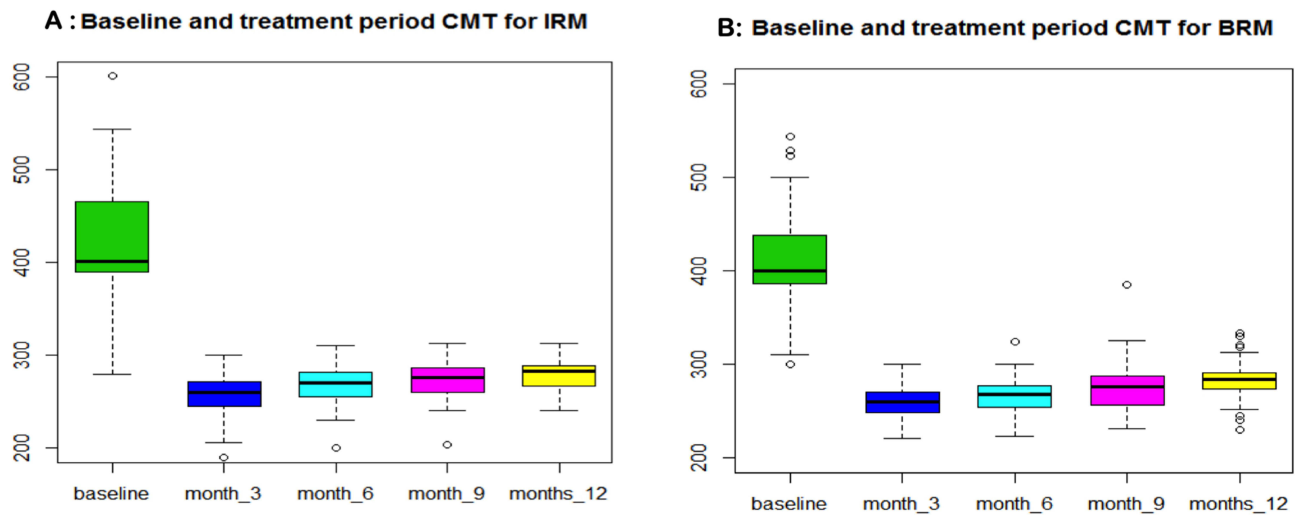 A : Baseline and treatment period CMT for IRM
600
500
400
300
200
baseline month_3 month_6 month_9 months_12
B: Baseline and treatment period CMT for BRM
600
500
400
300
200
baseline month_3 month_6 month_9 months_12